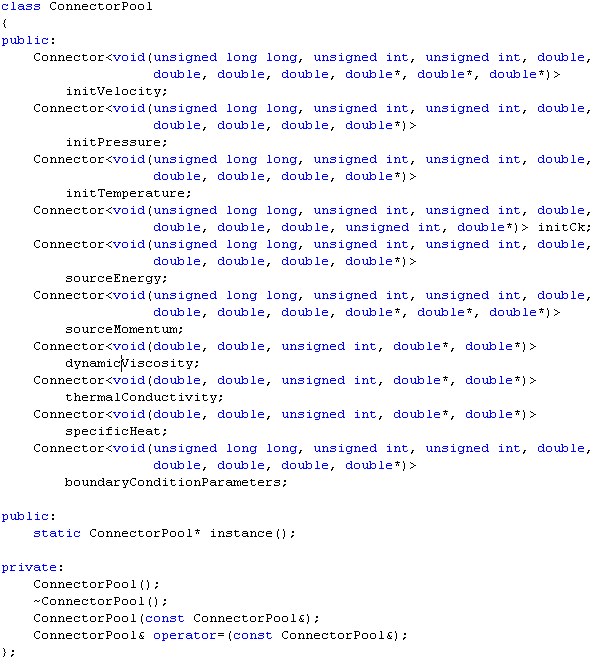 class ConnectorPool
{
public:
    Connector<void(unsigned long long, unsigned int, unsigned int, double,
                   double, double, double, double*, double*, double*)>
        initVelocity;
    Connector<void(unsigned long long, unsigned int, unsigned int, double,
                   double, double, double, double*)>
        initPressure;
    Connector<void(unsigned long long, unsigned int, unsigned int, double,
                   double, double, double, double*)>
        initTemperature;
    Connector<void(unsigned long long, unsigned int, unsigned int, double,
                   double, double, double, unsigned int, double*)> initCk;
    Connector<void(unsigned long long, unsigned int, unsigned int, double,
                   double, double, double, double*)>
        sourceEnergy;
    Connector<void(unsigned long long, unsigned int, unsigned int, double,
                   double, double, double, double*, double*, double*)>
        sourceMomentum;
    Connector<void(double, double, unsigned int, double*, double*)>
        dynamicViscosity;
    Connector<void(double, double, unsigned int, double*, double*)>
        thermalConductivity;
    Connector<void(double, double, unsigned int, double*, double*)>
        specificHeat;
    Connector<void(unsigned long long, unsigned int, unsigned int, double,
                   double, double, double, double*)>
        boundaryConditionParameters;

public:
    static ConnectorPool* instance();

private:
    ConnectorPool();
    ~ConnectorPool();
    ConnectorPool(const ConnectorPool&);
    ConnectorPool& operator=(const ConnectorPool&);
};